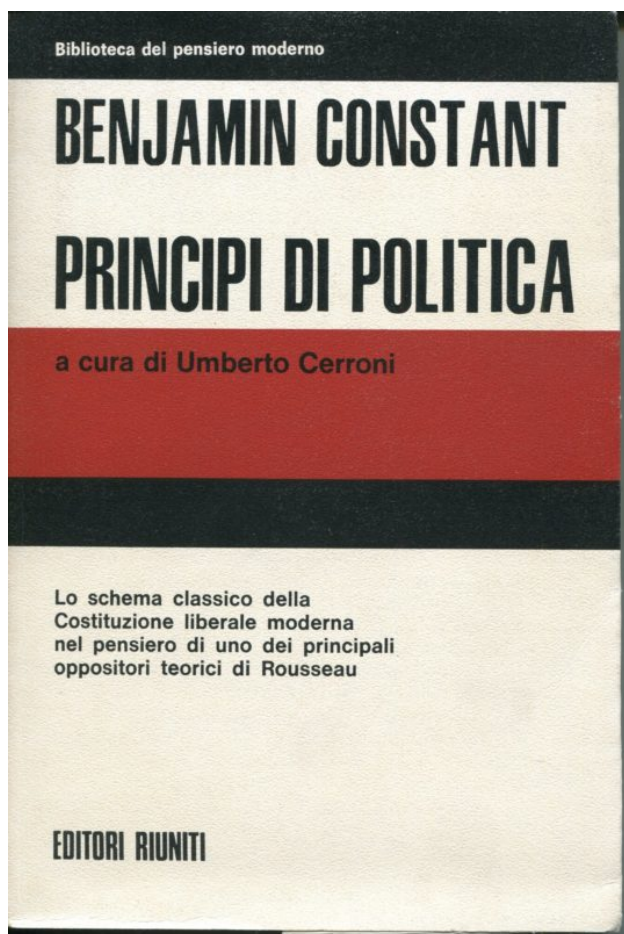 Biblioteca del pensiero moderno
BENJAMIN CONSTANT
PRINCIPI DI POLITICA
a cura di Umberto Cerroni
Lo schema classico della
Costituzione liberale moderna
nel pensiero di uno dei principali
oppositori teorici di Rousseau
EDITORI RIUNITI